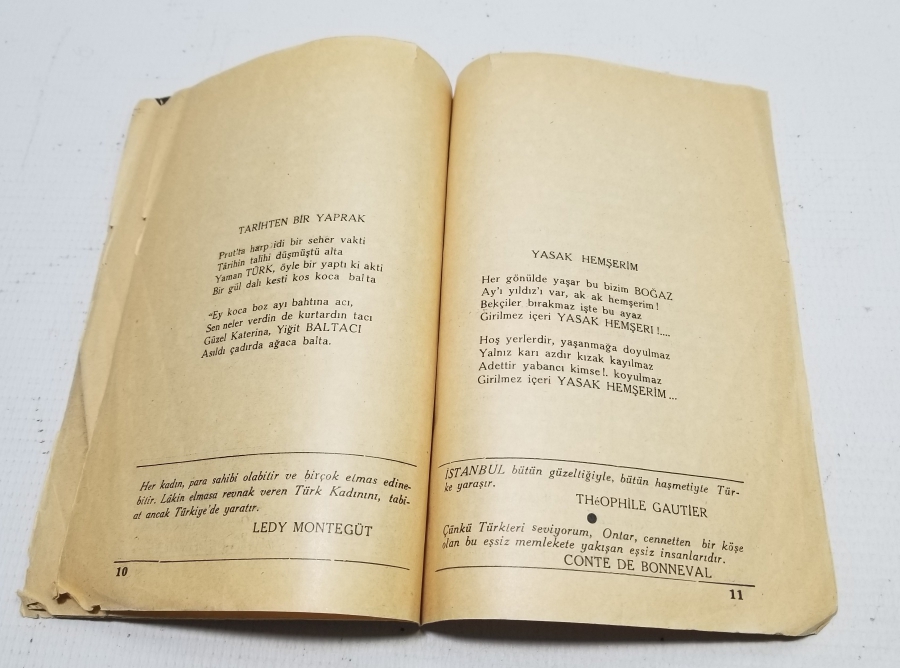 TARİHTEN BİR YAPRAK
Prut'ta harp idi bir seher vakti
Târihin talihi düşmüştü alta
Yaman TÜRK, öyle bir yaptı ki akti
Bir gül dalı kesti kos koca balta
"Ey koca boz ayı bahtına acı,
Sen neler verdin de kurtardın tacı
Güzel Katerina, Yiğit BALTACI
Asıldı çadırda ağaca balta.
Her kadın, para sahibi olabilir ve birçok elmas edine-
bilir. Lâkin elmasa revnak veren Türk Kadınını, tabi-
at ancak Türkiye'de yaratır.
LEDY MONTEGÜT
10
YASAK HEMŞERİM
Her gönülde yaşar bu bizim BOĞAZ
Ay'ı yıldız'ı var, ak ak hemşerim!
Bekçiler bırakmaz işte bu ayaz
Girilmez içeri YASAK HEMŞERİ !....
Hoş yerlerdir, yaşanmağa doyulmaz
Yalnız karı azdır kızak kayılmaz
Adettir yabancı kimse!. koyulmaz
Girilmez içeri YASAK HEMŞERİM...
İSTANBUL bütün güzelliğiyle, bütün haşmetiyle Tür-
ke yaraşır.
THéOPHILE GAUTIER
●
Çünkü Türkleri seviyorum, Onlar, cennetten bir köşe
olan bu eşsiz memlekete yakışan eşsiz insanlarıdır.
CONTE DE BONNEVAL
11